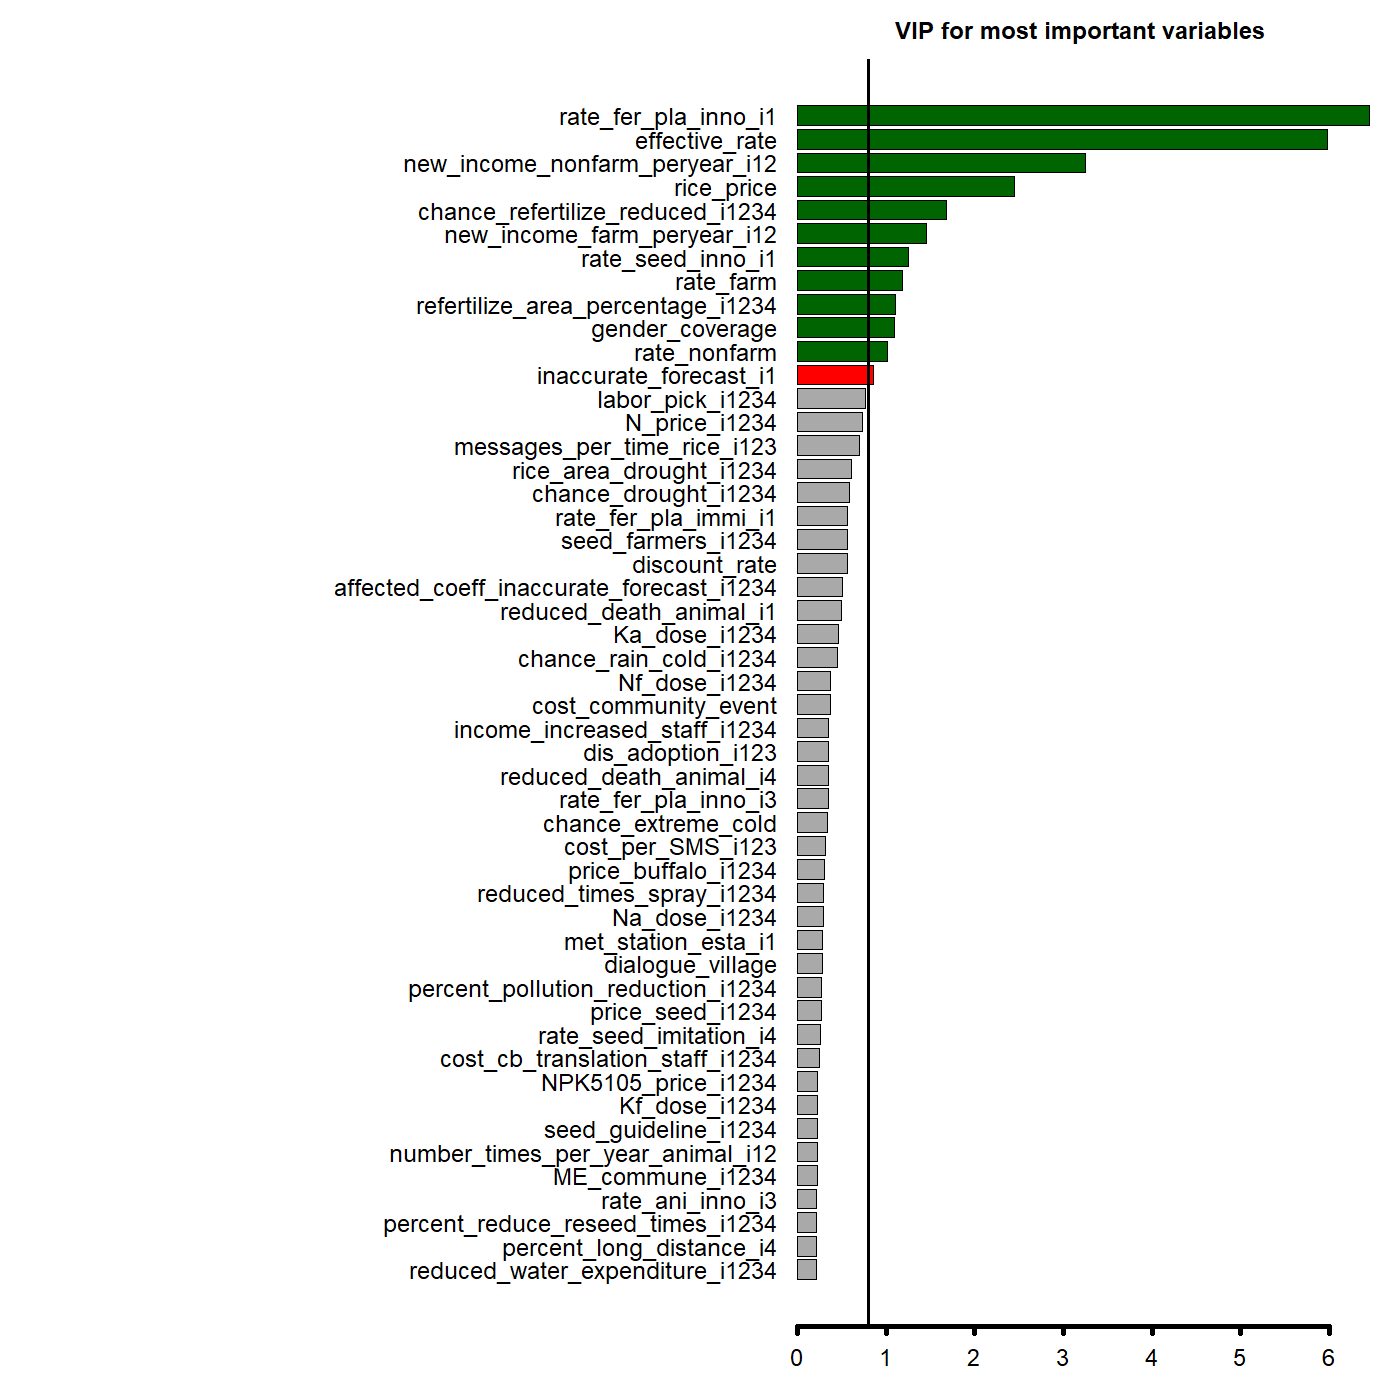 VIP for most important variables
rate_fer_pla_inno_i1
effective_rate
new_income_nonfarm_peryear_i12
rice_price
chance_refertilize_reduced_i1234
new_income_farm_peryear_i12
rate_seed_inno_i1
rate_farm
refertilize_area_percentage_i1234
gender_coverage
rate_nonfarm
inaccurate_forecast_i1
labor_pick_i1234
N_price_i1234
messages_per_time_rice_i123
rice_area_drought_i1234
chance_drought_i1234
rate_fer_pla_immi_i1
seed_farmers_i1234
discount_rate
affected_coeff_inaccurate_forecast_i1234
reduced_death_animal_i1
Ka_dose_i1234
chance_rain_cold_i1234
Nf_dose_i1234
cost_community_event
income_increased_staff_i1234
dis_adoption_i123
reduced_death_animal_i4
rate_fer_pla_inno_i3
chance_extreme_cold
cost_per_SMS_i123
price_buffalo_i1234
reduced_times_spray_i1234
Na_dose_i1234
met_station_esta_i1
dialogue_village
percent_pollution_reduction_i1234
price_seed_i1234
rate_seed_imitation_i4
cost_cb_translation_staff_i1234
NPK5105_price_i1234
Kf_dose_i1234
seed_guideline_i1234
number_times_per_year_animal_i12
ME_commune_i1234
rate_ani_inno_i3
percent_reduce_reseed_times_i1234
percent_long_distance_i4
reduced_water_expenditure_i1234
0 1 2 3 4 5 6